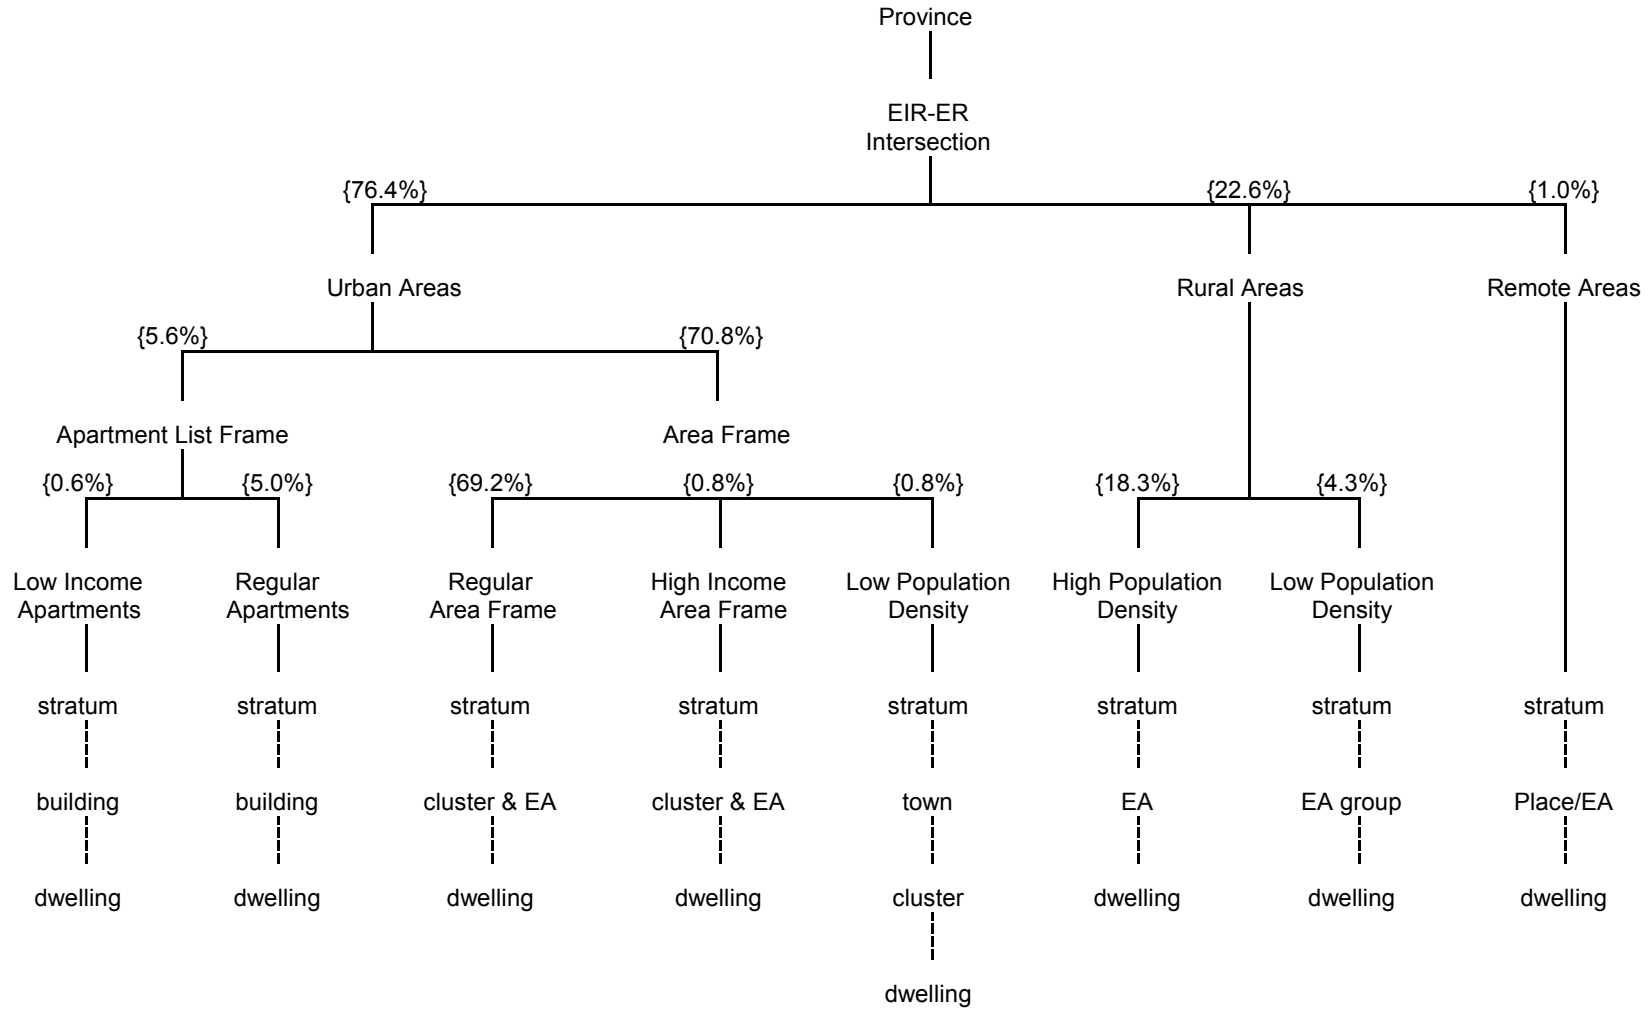 Province
EIR-ER
Intersection
{76.4%}
{22.6%}
{1.0%}
Urban Areas
Rural Areas
Remote Areas
{5.6%}
{70.8%}
Apartment List Frame
Area Frame
{0.6%}
{5.0%}
{69.2%}
{0.8%}
{0.8%}
{18.3%}
{4.3%}
Low Income
Apartments
Regular
Apartments
Regular
Area Frame
High Income
Area Frame
Low Population
Density
High Population
Density
Low Population
Density
stratum
stratum
stratum
stratum
stratum
stratum
stratum
stratum
building
building
cluster & EA
cluster & EA
town
EA
EA group
Place/EA
dwelling
dwelling
dwelling
dwelling
cluster
dwelling
dwelling
dwelling
dwelling